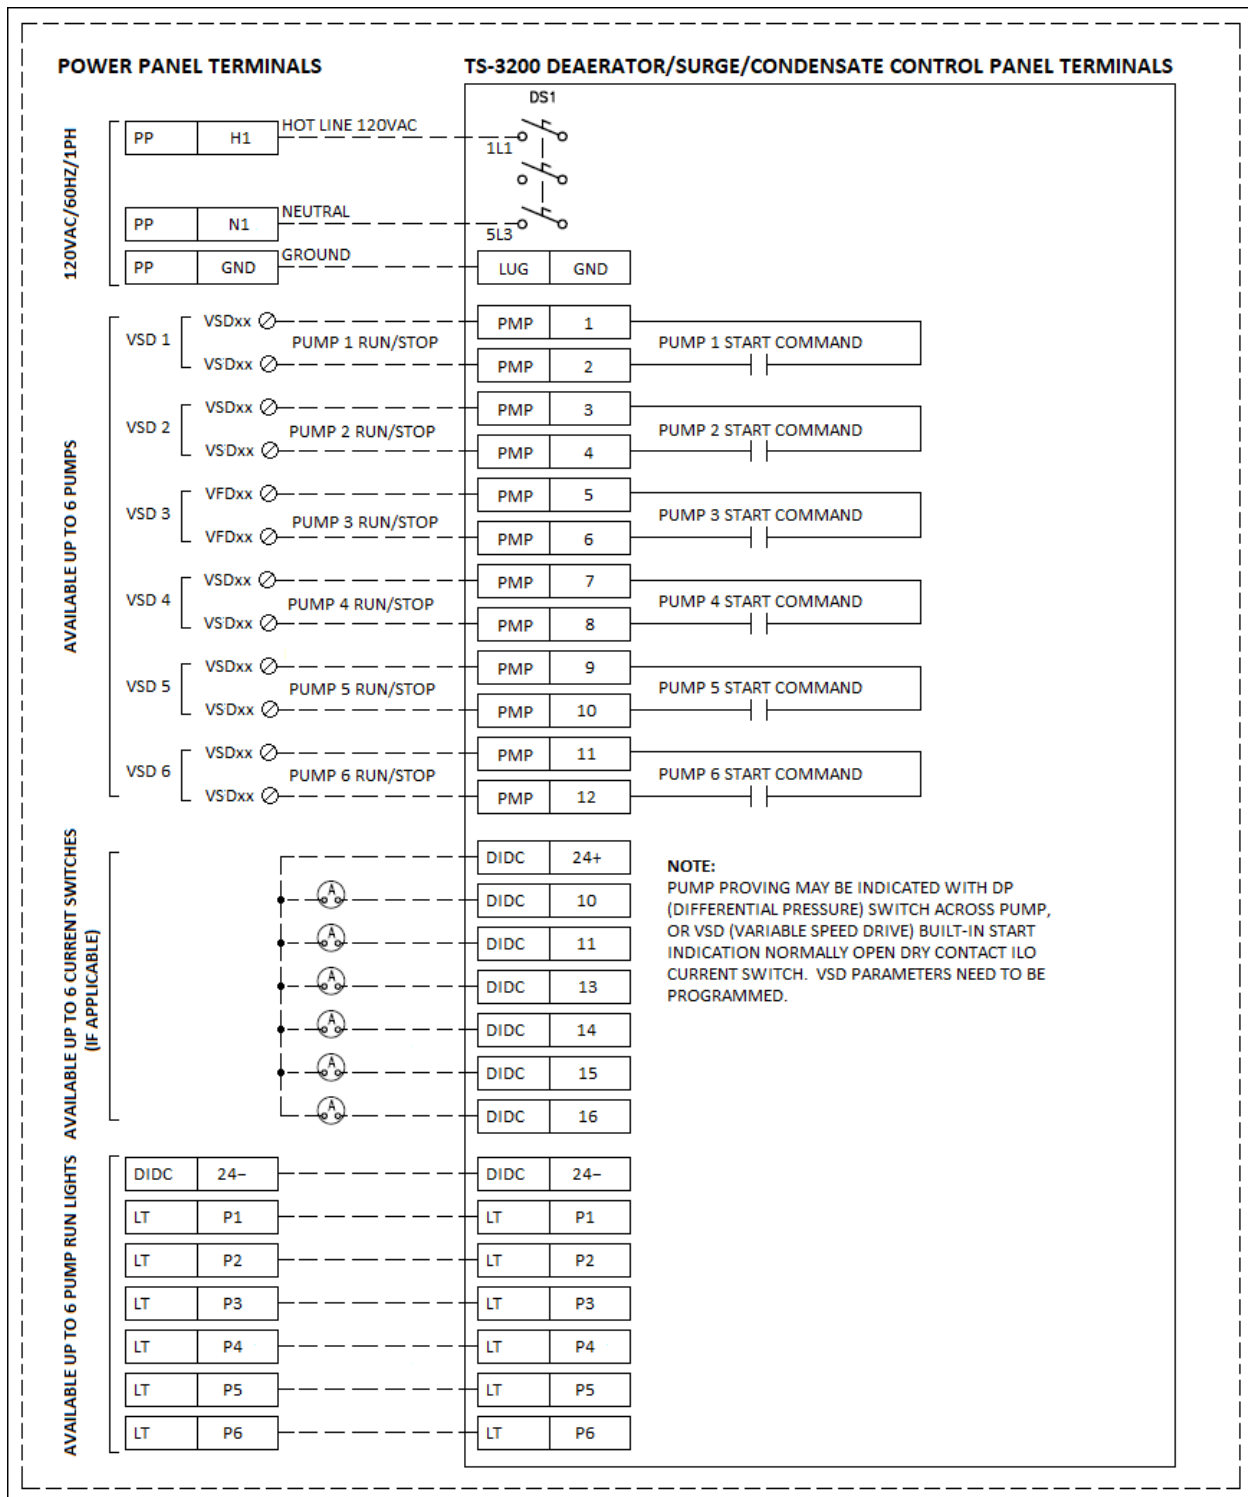 POWER PANEL TERMINALS
TS-3200 DEAERATOR/SURGE/CONDENSATE CONTROL PANEL TERMINALS
DS1
120VAC/60HZ/1PH
PP H1 HOT LINE 120VAC 1L1
PP N1 NEUTRAL 5L3
PP GND GROUND LUG GND
AVAILABLE UP TO 6 PUMPS
VSD 1
VSDxx PMP 1
PUMP 1 RUN/STOP PUMP 1 START COMMAND
VSDxx PMP 2
VSD 2
VSDxx PMP 3
PUMP 2 RUN/STOP PUMP 2 START COMMAND
VSDxx PMP 4
VSD 3
VFDxx PMP 5
PUMP 3 RUN/STOP PUMP 3 START COMMAND
VFDxx PMP 6
VSD 4
VSDxx PMP 7
PUMP 4 RUN/STOP PUMP 4 START COMMAND
VSDxx PMP 8
VSD 5
VSDxx PMP 9
PUMP 5 RUN/STOP PUMP 5 START COMMAND
VSDxx PMP 10
VSD 6
VSDxx PMP 11
PUMP 6 RUN/STOP PUMP 6 START COMMAND
VSDxx PMP 12
AVAILABLE UP TO 6 CURRENT SWITCHES
(IF APPLICABLE)
DIDC 24+
A DIDC 10
A DIDC 11
A DIDC 13
A DIDC 14
A DIDC 15
A DIDC 16
NOTE:
PUMP PROVING MAY BE INDICATED WITH DP
(DIFFERENTIAL PRESSURE) SWITCH ACROSS PUMP,
OR VSD (VARIABLE SPEED DRIVE) BUILT-IN START
INDICATION NORMALLY OPEN DRY CONTACT ILO
CURRENT SWITCH. VSD PARAMETERS NEED TO BE
PROGRAMMED.
AVAILABLE UP TO 6 PUMP RUN LIGHTS
DIDC 24– DIDC 24–
LT P1 LT P1
LT P2 LT P2
LT P3 LT P3
LT P4 LT P4
LT P5 LT P5
LT P6 LT P6